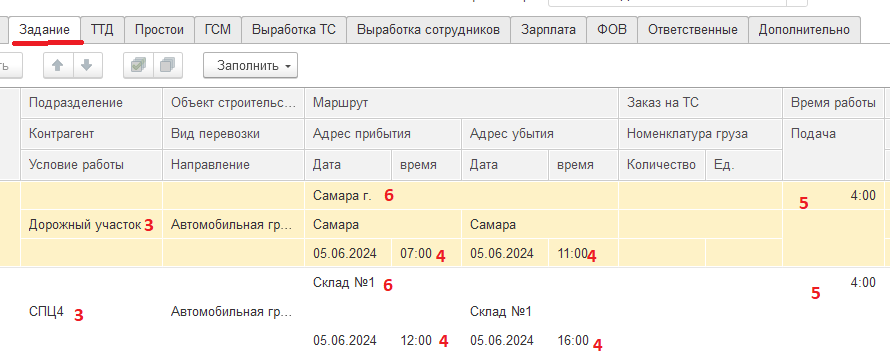 Задание ТТД Простои ГСМ Выработка ТС Выработка сотрудников Зарплата ФОВ Ответственные Дополнительно
Заполнить
Подразделение Объект строительс... Маршрут Заказ на ТС Время работы
Контрагент Вид перевозки Адрес прибытия Адрес убытия Номенклатура груза Подача
Условие работы Направление Дата время Дата время Количество Ед.
Самара г. 6 5 4:00
Дорожный участок 3 Автомобильная гр... Самара Самара
05.06.2024 07:00 4 05.06.2024 11:00 4
Склад №1 6 5 4:00
СПЦ4 3 Автомобильная гр... Склад №1
05.06.2024 12:00 4 05.06.2024 16:00 4